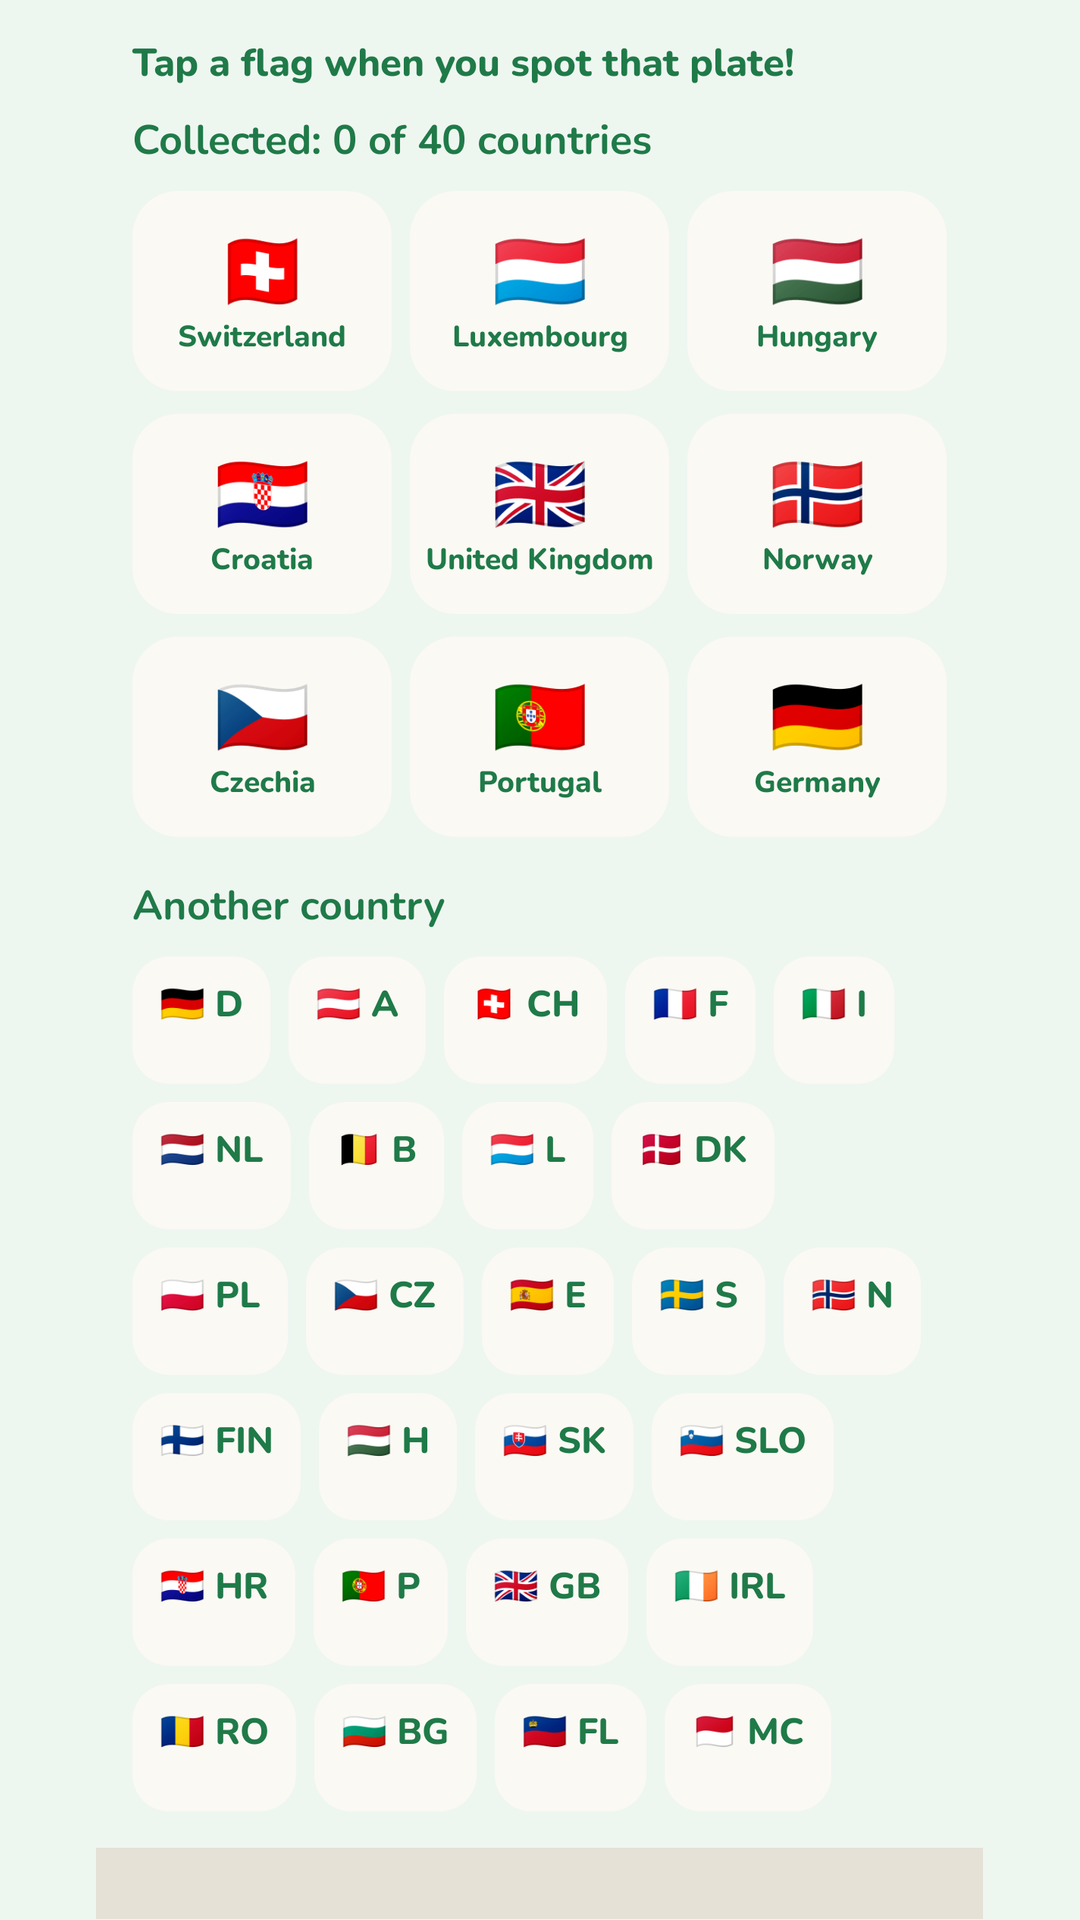 Tap a flag when you spot that plate!
Collected: 0 of 40 countries
Switzerland Luxembourg Hungary
Croatia United Kingdom Norway
Czechia Portugal Germany
Another country
D A CH F I
NL B L DK
PL CZ E S N
FIN H SK SLO
HR P GB IRL
RO BG FL MC